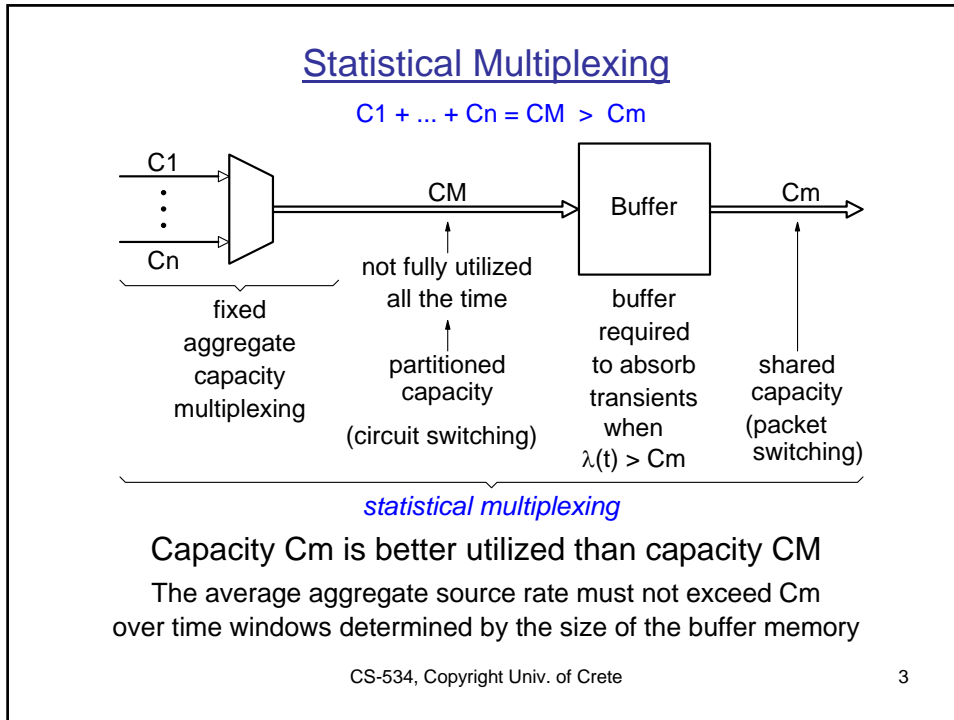 Statistical Multiplexing
C1 + ... + Cn = CM > Cm
C1
Cn
CM
Buffer
Cm
fixed
aggregate
capacity
multiplexing
not fully utilized
all the time
partitioned
capacity
(circuit switching)
buffer
required
to absorb
transients
when
λ(t) > Cm
shared
capacity
(packet
switching)
statistical multiplexing
Capacity Cm is better utilized than capacity CM
The average aggregate source rate must not exceed Cm
over time windows determined by the size of the buffer memory
CS-534, Copyright Univ. of Crete
3